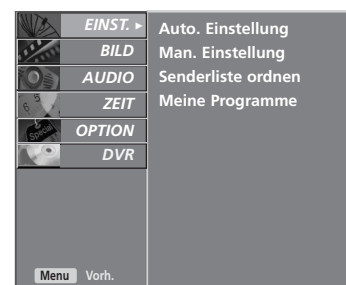 EINST.
BILD
AUDIO
ZEIT
OPTION
DVR
Auto. Einstellung
Man. Einstellung
Senderliste ordnen
Meine Programme
Menu Vorh.